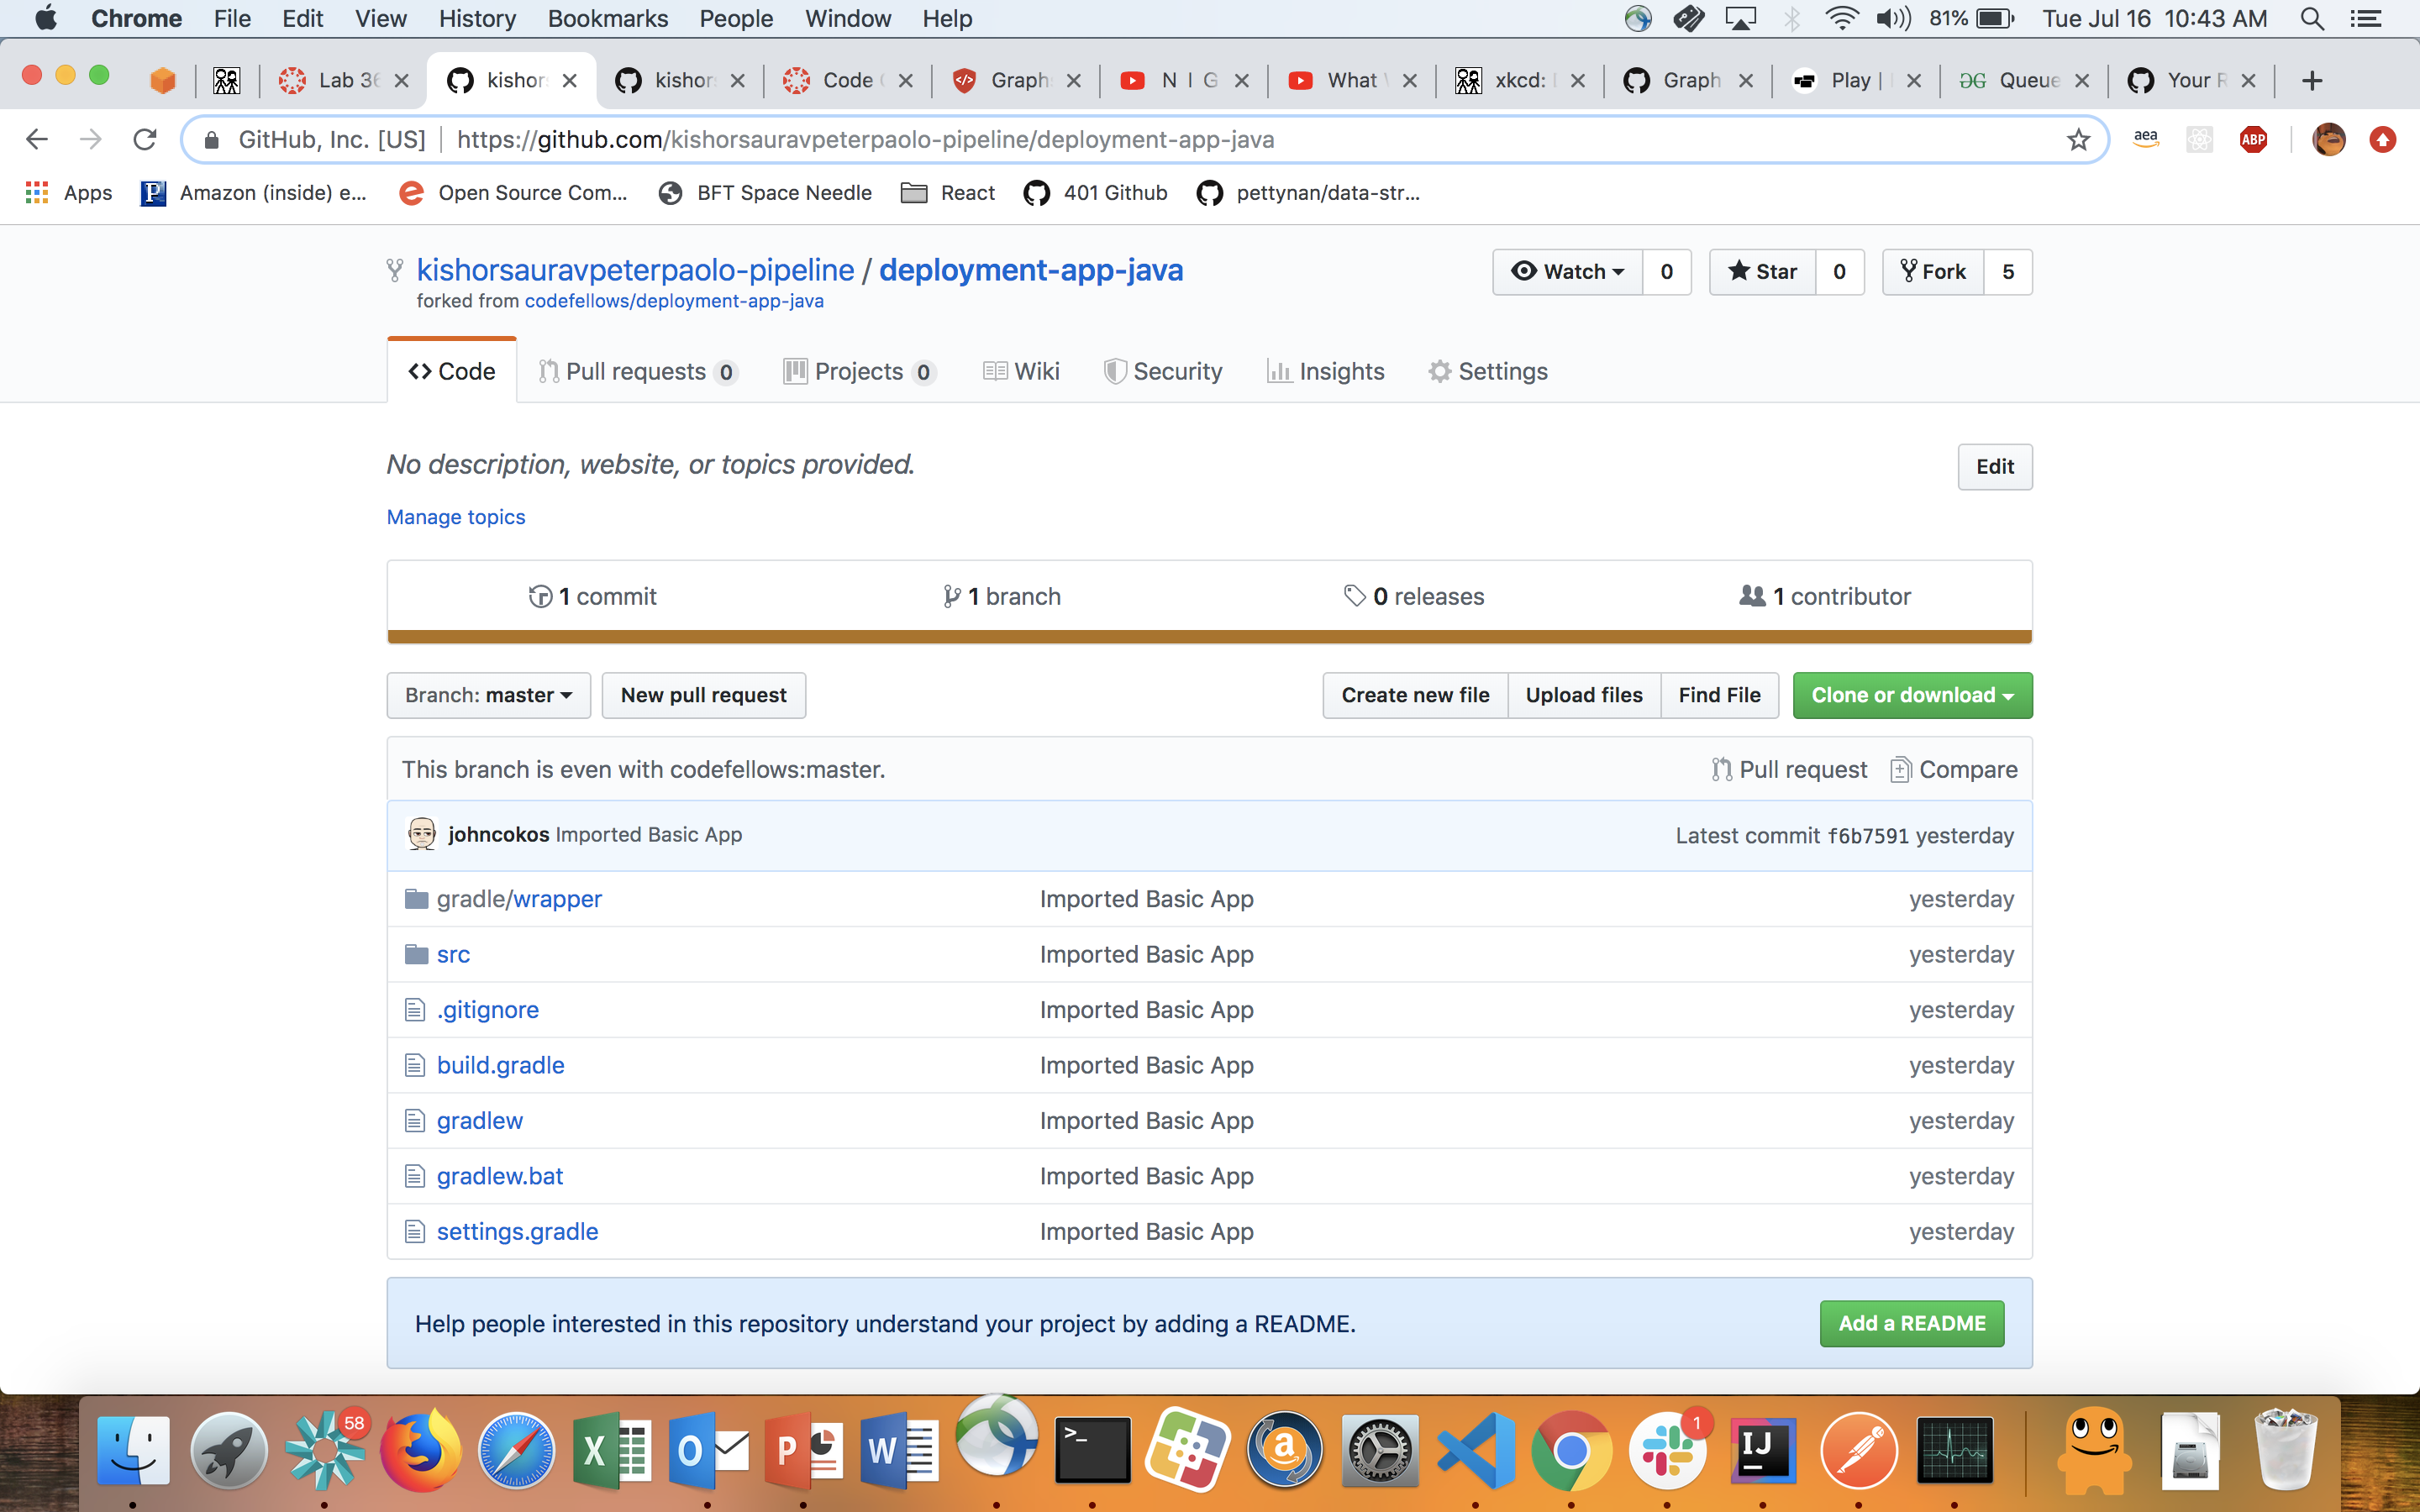 Chrome File Edit View History Bookmarks People Window Help 81% Tue Jul 16 10:43 AM
Lab 36 kishor kishor Code Graph N I G What xkcd: Graph Play | Queue Your R
GitHub, Inc. [US] https://github.com/kishorsauravpeterpaolo-pipeline/deployment-app-java aea ABP
Apps P Amazon (inside) e... Open Source Com... BFT Space Needle React 401 Github pettynan/data-str...
kishorsauravpeterpaolo-pipeline / deployment-app-java Watch 0 Star 0 Fork 5
forked from codefellows/deployment-app-java
Code Pull requests 0 Projects 0 Wiki Security Insights Settings
No description, website, or topics provided. Edit
Manage topics
1 commit 1 branch 0 releases 1 contributor
Branch: master New pull request Create new file Upload files Find File Clone or download
This branch is even with codefellows:master. Pull request Compare
johncokos Imported Basic App Latest commit f6b7591 yesterday
gradle/wrapper Imported Basic App yesterday
src Imported Basic App yesterday
.gitignore Imported Basic App yesterday
build.gradle Imported Basic App yesterday
gradlew Imported Basic App yesterday
gradlew.bat Imported Basic App yesterday
settings.gradle Imported Basic App yesterday
Help people interested in this repository understand your project by adding a README. Add a README
58 X O P W >_ a 1 IJ